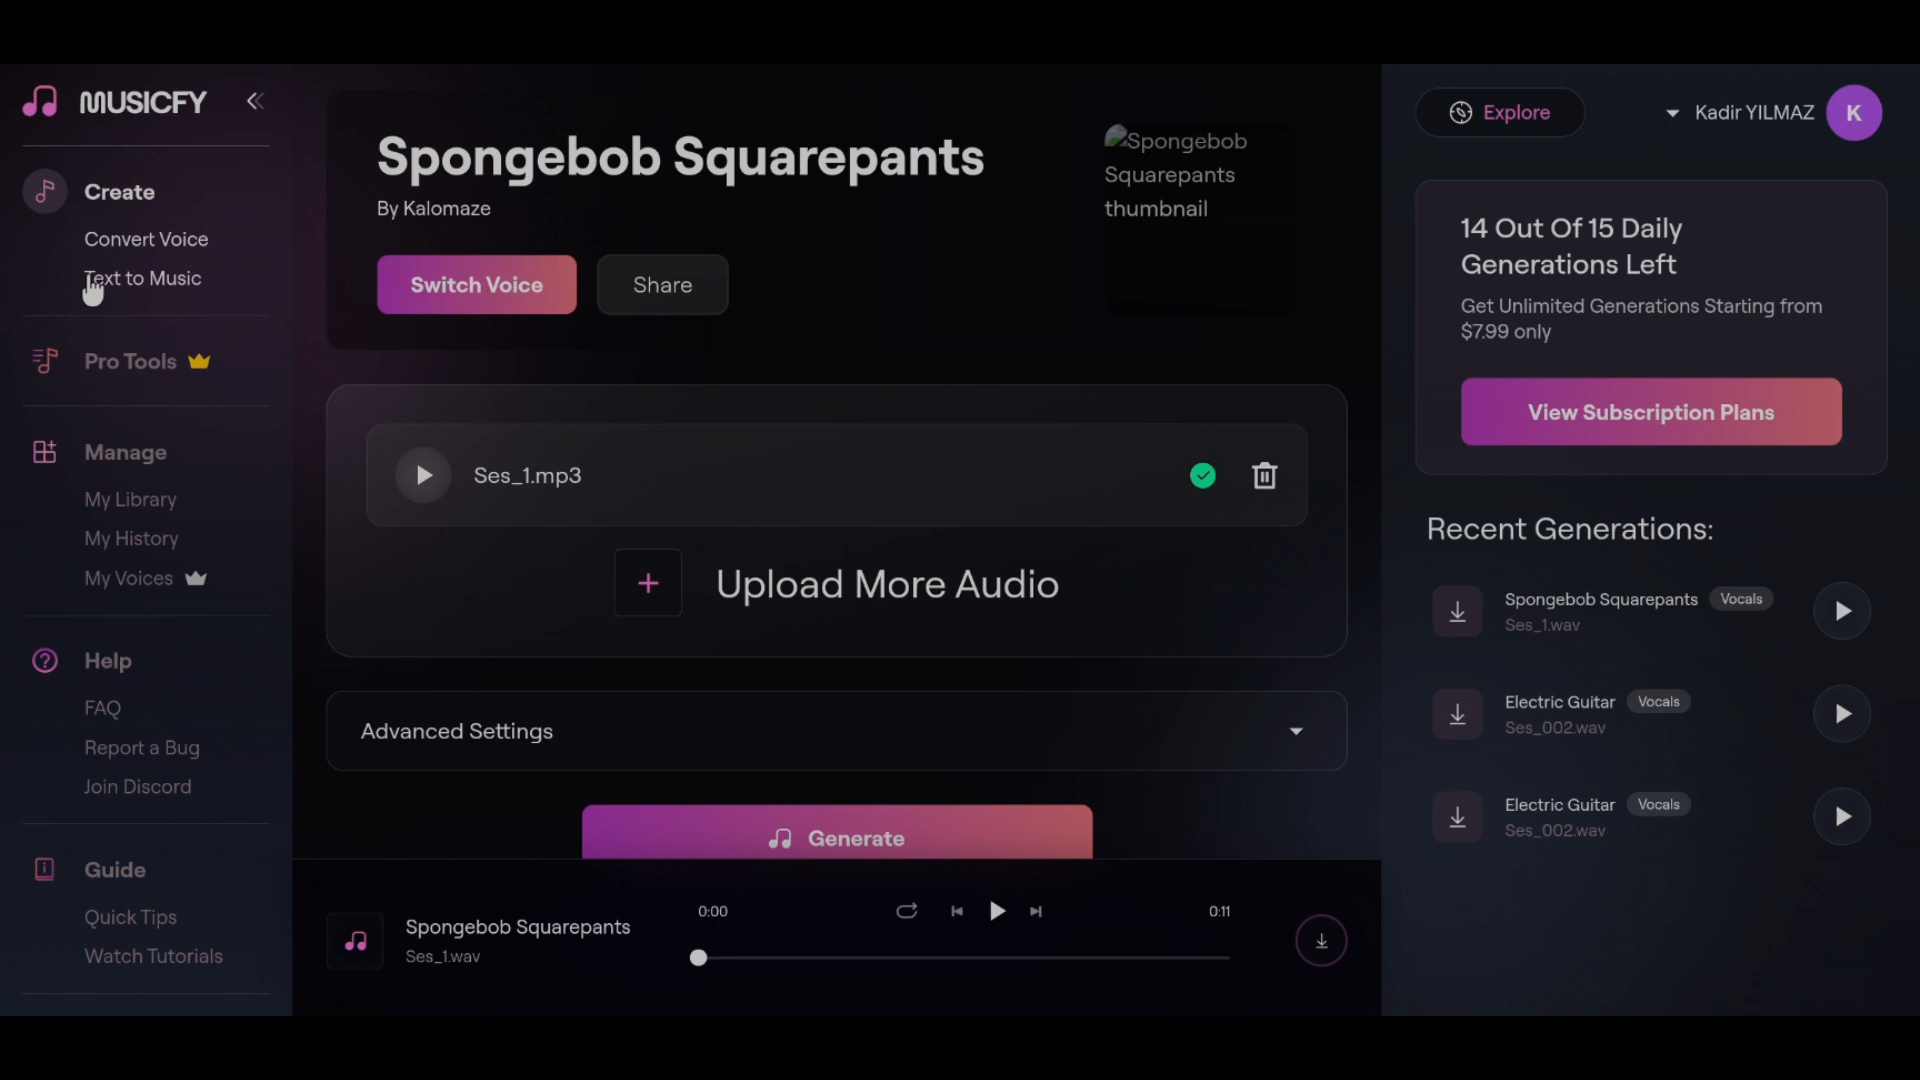 MUSICFY
Create
Convert Voice
Text to Music
Pro Tools
Manage
My Library
My History
My Voices
Help
FAQ
Report a Bug
Join Discord
Guide
Quick Tips
Watch Tutorials
Spongebob Squarepants
By Kalomaze
Switch Voice
Share
Spongebob
Squarepants
thumbnail
Ses_1.mp3
+ Upload More Audio
Advanced Settings
Generate
Spongebob Squarepants
Ses_1.wav
0:00
0:11
Explore
Kadir YILMAZ
K
14 Out Of 15 Daily
Generations Left
Get Unlimited Generations Starting from
$7.99 only
View Subscription Plans
Recent Generations:
Spongebob Squarepants Vocals
Ses_1.wav
Electric Guitar Vocals
Ses_002.wav
Electric Guitar Vocals
Ses_002.wav